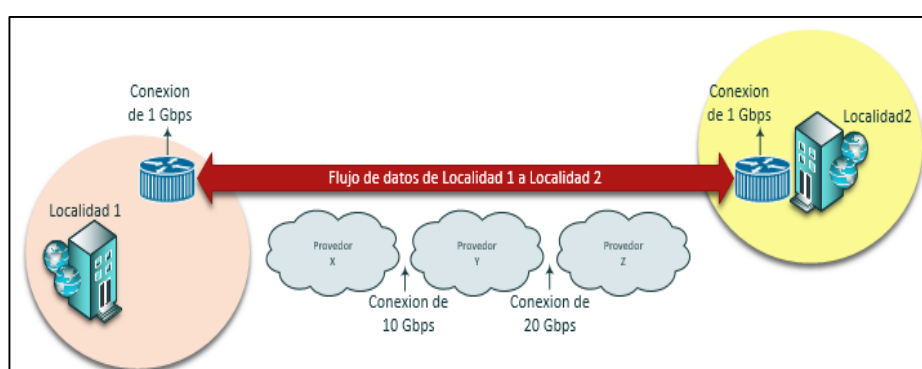 Conexion
de 1 Gbps
Conexion
de 1 Gbps
Localidad2
Flujo de datos de Localidad 1 a Localidad 2
Localidad 1
Provedor
X
Provedor
Y
Provedor
Z
Conexion de
10 Gbps
Conexion de
20 Gbps